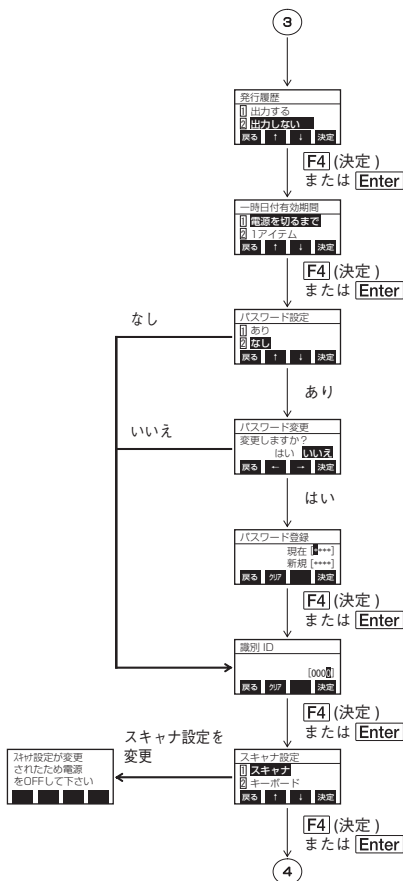 3
発行履歴
1 出力する
2 出力しない
戻る ↑ ↓ 決定
F4 (決定)
または Enter
一時日付有効期間
1 電源を切るまで
2 1アイテム
戻る ↑ ↓ 決定
F4 (決定)
または Enter
なし
パスワード設定
1 あり
2 なし
戻る ↑ ↓ 決定
あり
いいえ
パスワード変更
変更しますか?
はい いいえ
戻る ← → 決定
はい
パスワード登録
現在 [****]
新規 [****]
戻る クリア 決定
F4 (決定)
または Enter
識別 ID
[0000]
戻る クリア 決定
F4 (決定)
または Enter
スキャナ設定を
変更
スキャナ設定が変更
されたため電源
をOFFして下さい
スキャナ設定
1 スキャナ
2 キーボード
戻る ↑ ↓ 決定
F4 (決定)
または Enter
4